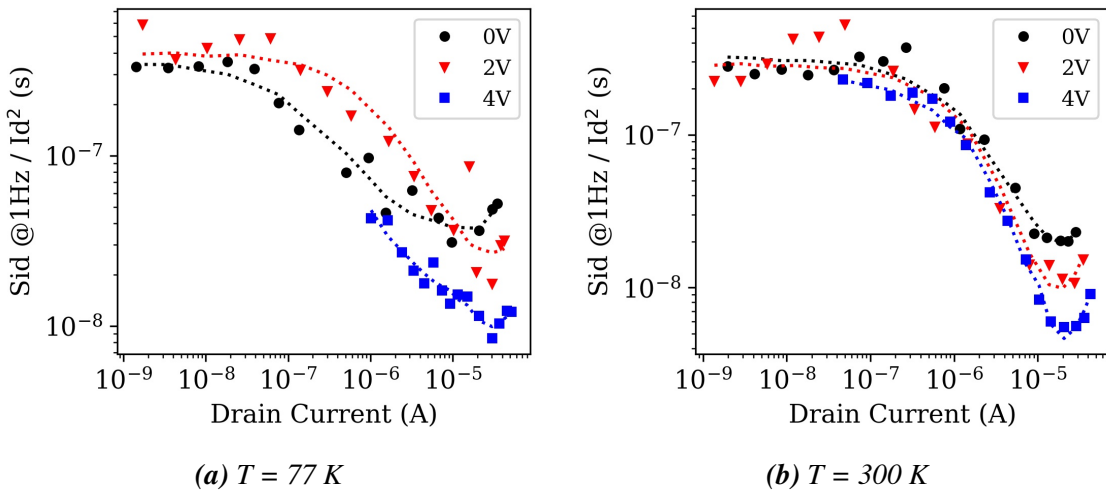 Sid @1Hz / Id² (s)
10⁻⁷
10⁻⁸
0V
2V
4V
10⁻⁹ 10⁻⁸ 10⁻⁷ 10⁻⁶ 10⁻⁵
Drain Current (A)
(a) T = 77 K
Sid @1Hz / Id² (s)
10⁻⁷
10⁻⁸
0V
2V
4V
10⁻⁹ 10⁻⁸ 10⁻⁷ 10⁻⁶ 10⁻⁵
Drain Current (A)
(b) T = 300 K